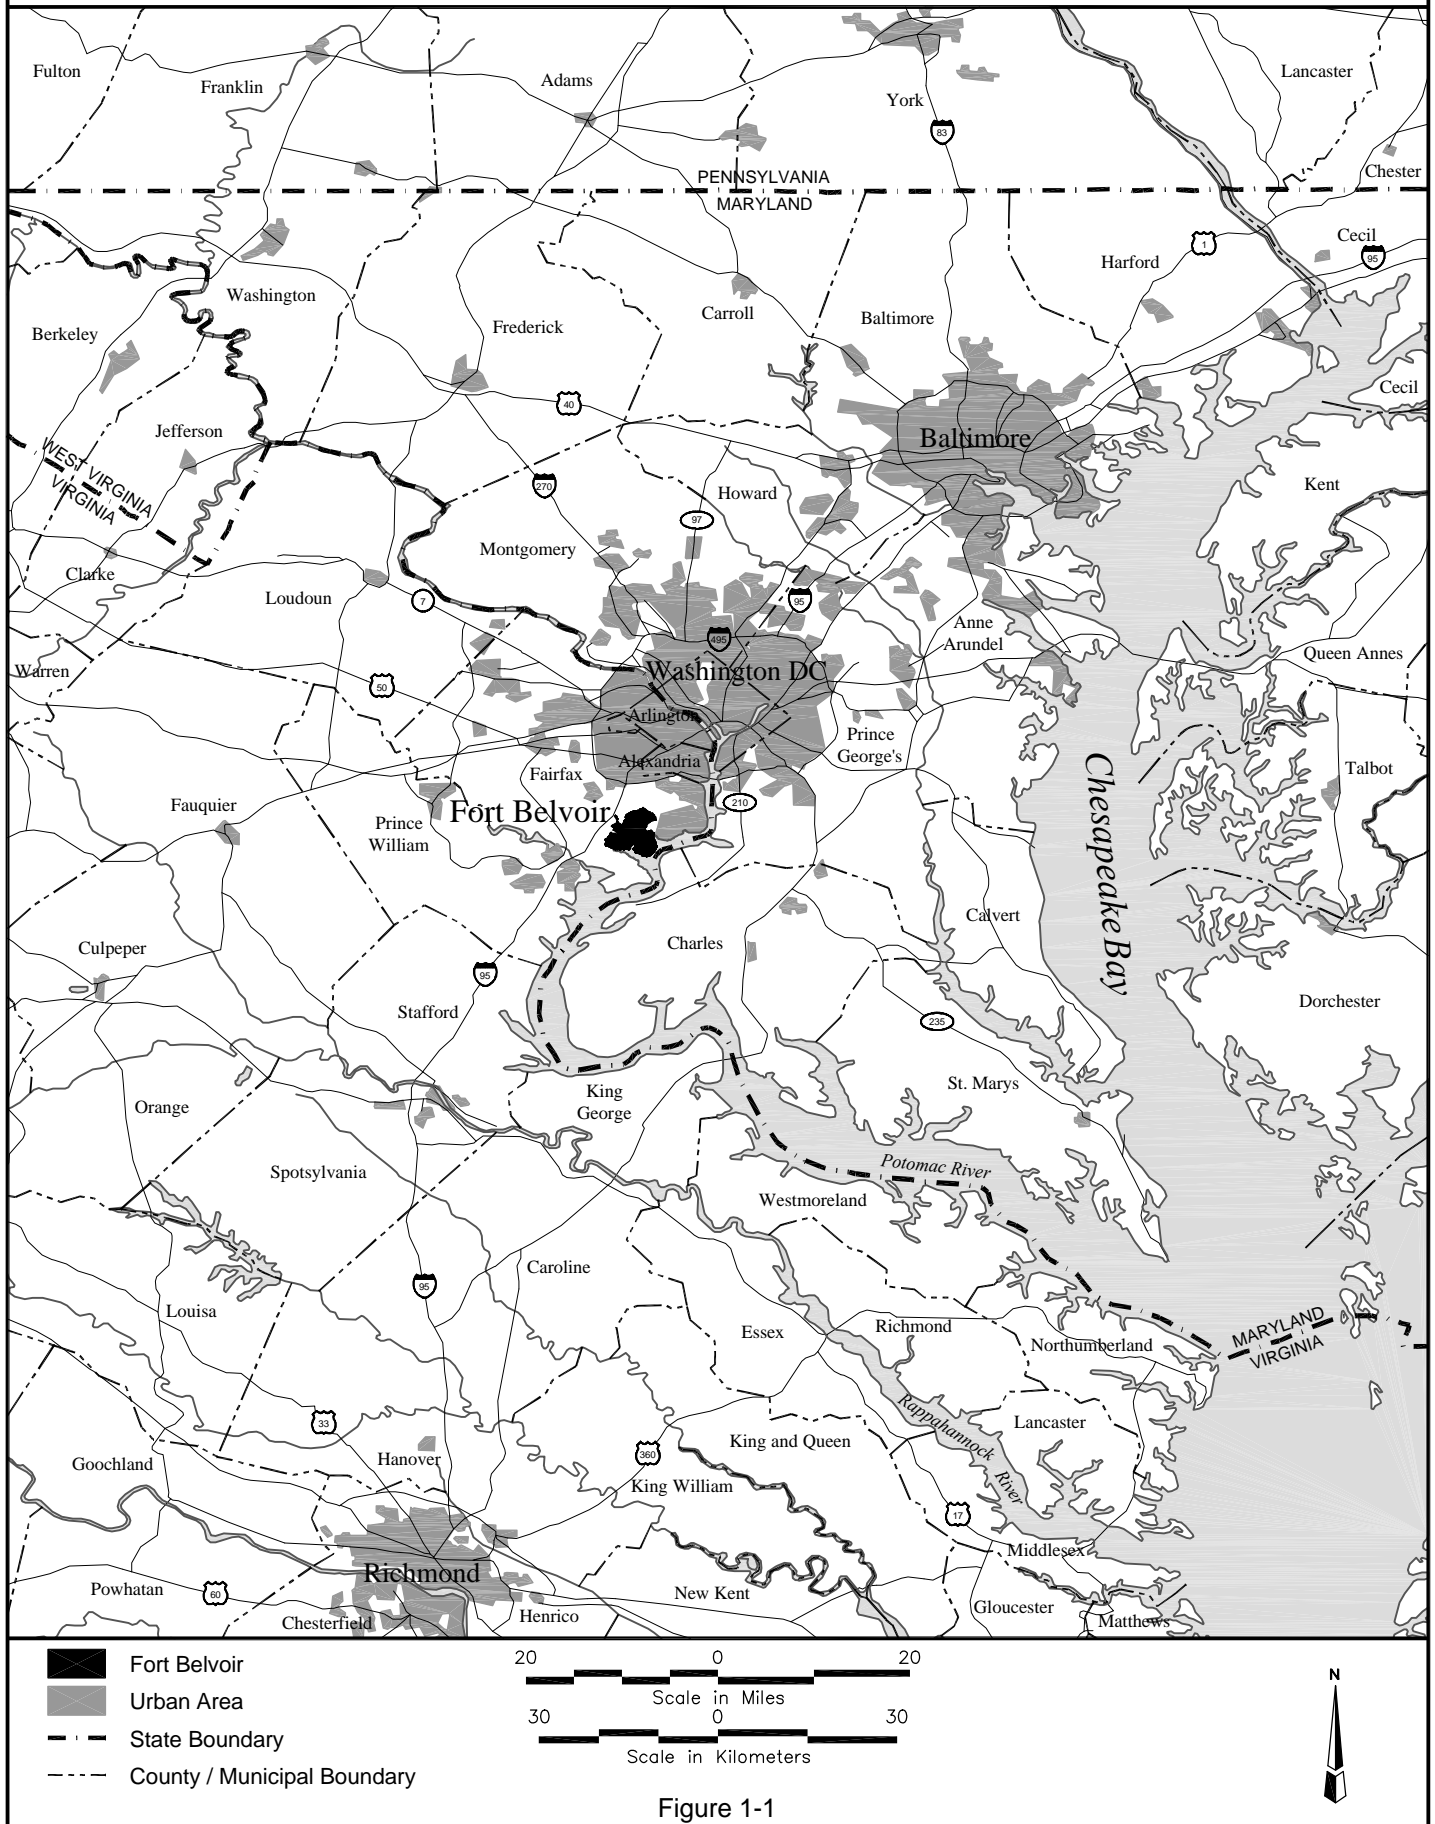 Fulton
Franklin
Adams
York
Lancaster
83
Chester
PENNSYLVANIA
MARYLAND
1
Cecil
95
Harford
Washington
Berkeley
Frederick
Carroll
Baltimore
40
Cecil
Jefferson
Baltimore
WEST VIRGINIA
VIRGINIA
270
Howard
Kent
97
Montgomery
Clarke
Loudoun
7
95
Anne
Arundel
495
Queen Annes
Warren
Washington DC
50
Arlington
Prince
George's
Alexandria
Fairfax
Chesapeake Bay
Talbot
Fauquier
Fort Belvoir
210
Prince
William
Calvert
Culpeper
Charles
95
Dorchester
Stafford
235
St. Marys
King
George
Orange
Potomac River
Spotsylvania
Westmoreland
Caroline
95
Louisa
Essex
Richmond
Northumberland
MARYLAND
VIRGINIA
Rappahannock
River
33
Lancaster
King and Queen
Hanover
360
Goochland
King William
17
Middlesex
Richmond
Powhatan
60
New Kent
Gloucester
Henrico
Chesterfield
Matthews
Fort Belvoir
Urban Area
State Boundary
County / Municipal Boundary
20 0 20
Scale in Miles
30 0 30
Scale in Kilometers
N
Figure 1-1